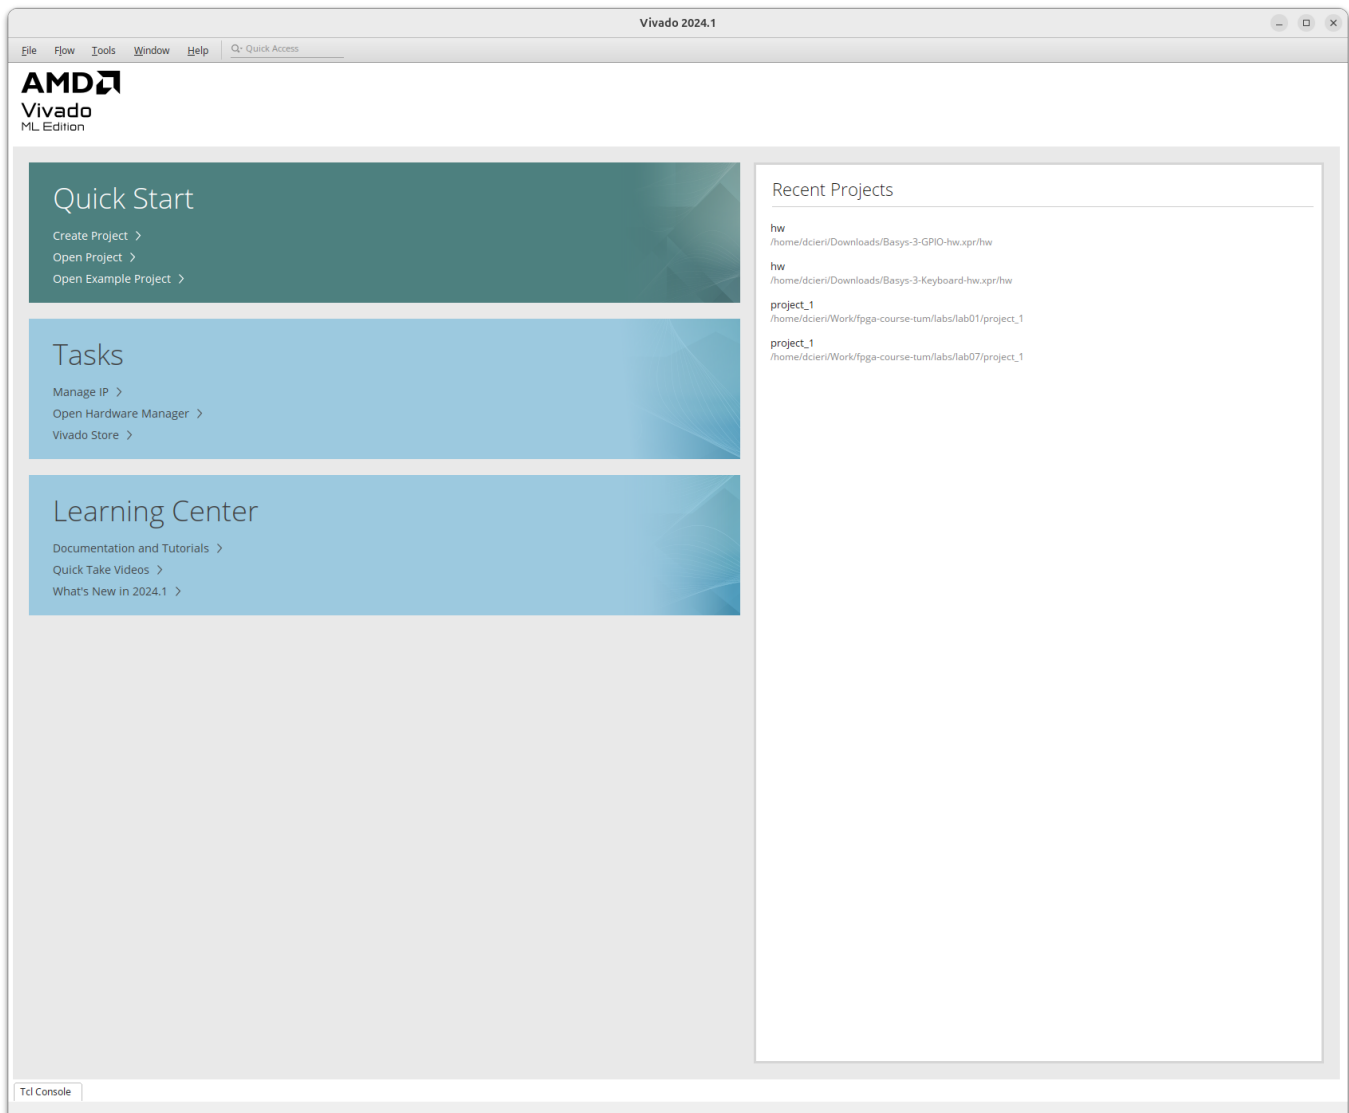 Vivado 2024.1
File Flow Tools Window Help Quick Access
AMD
Vivado
ML Edition
Quick Start
Create Project
Open Project
Open Example Project
Tasks
Manage IP
Open Hardware Manager
Vivado Store
Learning Center
Documentation and Tutorials
Quick Take Videos
What's New in 2024.1
Recent Projects
hw
/home/dcieri/Downloads/Basys-3-GPIO-hw.xpr/hw
hw
/home/dcieri/Downloads/Basys-3-Keyboard-hw.xpr/hw
project_1
/home/dcieri/Work/fpga-course-tum/labs/lab01/project_1
project_1
/home/dcieri/Work/fpga-course-tum/labs/lab07/project_1
Tcl Console